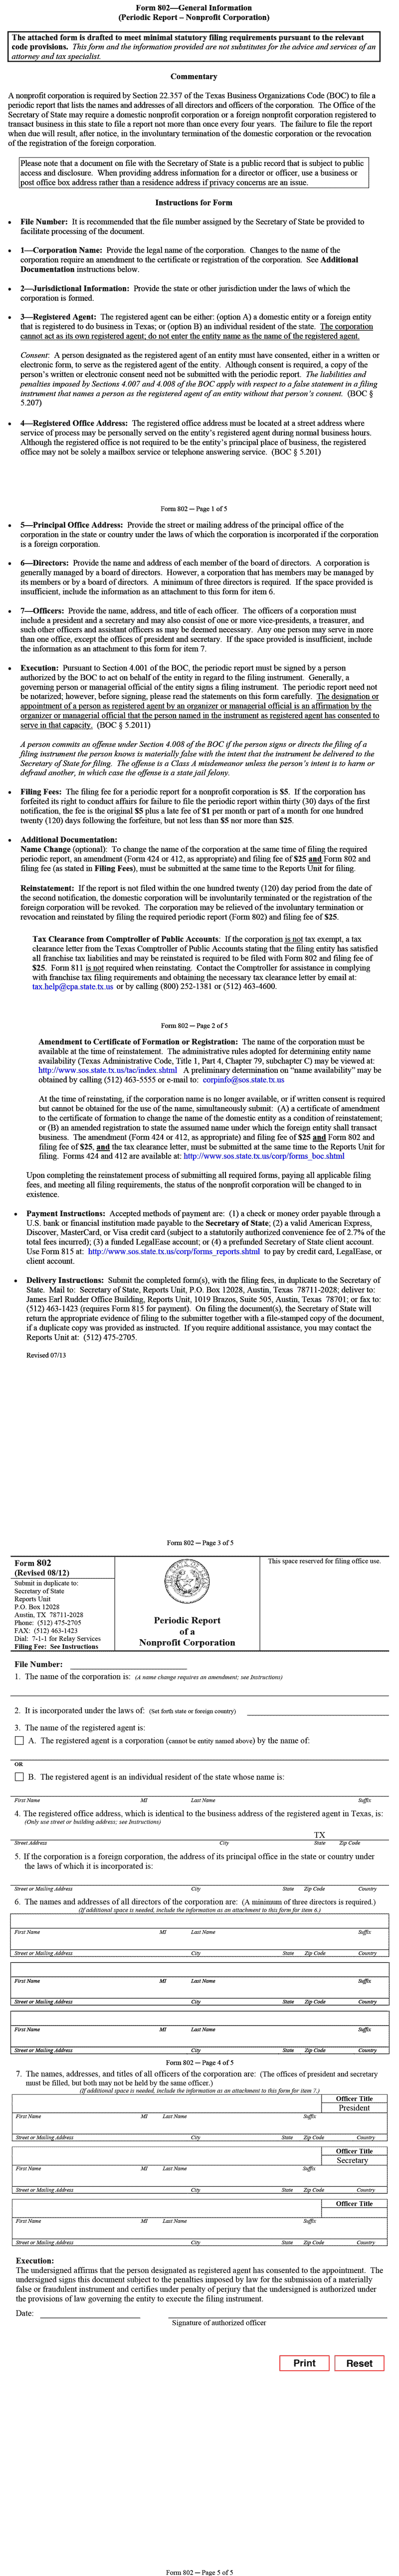 Form 802—General Information
(Periodic Report – Nonprofit Corporation)
The attached form is drafted to meet minimal statutory filing requirements pursuant to the relevant
code provisions. This form and the information provided are not substitutes for the advice and services of an
attorney and tax specialist.
Commentary
A nonprofit corporation is required by Section 22.357 of the Texas Business Organizations Code (BOC) to file a
periodic report that lists the names and addresses of all directors and officers of the corporation. The Office of the
Secretary of State may require a domestic nonprofit corporation or a foreign nonprofit corporation registered to
transact business in this state to file a report not more than once every four years. The failure to file the report
when due will result, after notice, in the involuntary termination of the domestic corporation or the revocation
of the registration of the foreign corporation.
Please note that a document on file with the Secretary of State is a public record that is subject to public
access and disclosure. When providing address information for a director or officer, use a business or
post office box address rather than a residence address if privacy concerns are an issue.
Instructions for Form
• File Number: It is recommended that the file number assigned by the Secretary of State be provided to
facilitate processing of the document.
• 1—Corporation Name: Provide the legal name of the corporation. Changes to the name of the
corporation require an amendment to the certificate or registration of the corporation. See Additional
Documentation instructions below.
• 2—Jurisdictional Information: Provide the state or other jurisdiction under the laws of which the
corporation is formed.
• 3—Registered Agent: The registered agent can be either: (option A) a domestic entity or a foreign entity
that is registered to do business in Texas; or (option B) an individual resident of the state. The corporation
cannot act as its own registered agent; do not enter the entity name as the name of the registered agent.
Consent: A person designated as the registered agent of an entity must have consented, either in a written or
electronic form, to serve as the registered agent of the entity. Although consent is required, a copy of the
person's written or electronic consent need not be submitted with the periodic report. The liabilities and
penalties imposed by Sections 4.007 and 4.008 of the BOC apply with respect to a false statement in a filing
instrument that names a person as the registered agent of an entity without that person's consent. (BOC §
5.207)
• 4—Registered Office Address: The registered office address must be located at a street address where
service of process may be personally served on the entity's registered agent during normal business hours.
Although the registered office is not required to be the entity's principal place of business, the registered
office may not be solely a mailbox service or telephone answering service. (BOC § 5.201)
Form 802 — Page 1 of 5
• 5—Principal Office Address: Provide the street or mailing address of the principal office of the
corporation in the state or country under the laws of which the corporation is incorporated if the corporation
is a foreign corporation.
• 6—Directors: Provide the name and address of each member of the board of directors. A corporation is
generally managed by a board of directors. However, a corporation that has members may be managed by
its members or by a board of directors. A minimum of three directors is required. If the space provided is
insufficient, include the information as an attachment to this form for item 6.
• 7—Officers: Provide the name, address, and title of each officer. The officers of a corporation must
include a president and a secretary and may also consist of one or more vice-presidents, a treasurer, and
such other officers and assistant officers as may be deemed necessary. Any one person may serve in more
than one office, except the offices of president and secretary. If the space provided is insufficient, include
the information as an attachment to this form for item 7.
• Execution: Pursuant to Section 4.001 of the BOC, the periodic report must be signed by a person
authorized by the BOC to act on behalf of the entity in regard to the filing instrument. Generally, a
governing person or managerial official of the entity signs a filing instrument. The periodic report need not
be notarized, however, before signing, please read the statements on this form carefully. The designation or
appointment of a person as registered agent by an organizer or managerial official is an affirmation by the
organizer or managerial official that the person named in the instrument as registered agent has consented to
serve in that capacity. (BOC § 5.2011)
A person commits an offense under Section 4.008 of the BOC if the person signs or directs the filing of a
filing instrument the person knows is materially false with the intent that the instrument be delivered to the
Secretary of State for filing. The offense is a Class A misdemeanor unless the person's intent is to harm or
defraud another, in which case the offense is a state jail felony.
• Filing Fees: The filing fee for a periodic report for a nonprofit corporation is $5. If the corporation has
forfeited its right to conduct affairs for failure to file the periodic report within thirty (30) days of the first
notification, the fee is the original $5 plus a late fee of $1 per month or part of a month for one hundred
twenty (120) days following the forfeiture, but not less than $5 nor more than $25.
• Additional Documentation:
Name Change (optional): To change the name of the corporation at the same time of filing the required
periodic report, an amendment (Form 424 or 412, as appropriate) and filing fee of $25 and Form 802 and
filing fee (as stated in Filing Fees), must be submitted at the same time to the Reports Unit for filing.
Reinstatement: If the report is not filed within the one hundred twenty (120) day period from the date of
the second notification, the domestic corporation will be involuntarily terminated or the registration of the
foreign corporation will be revoked. The corporation may be relieved of the involuntary termination or
revocation and reinstated by filing the required periodic report (Form 802) and filing fee of $25.
Tax Clearance from Comptroller of Public Accounts: If the corporation is not tax exempt, a tax
clearance letter from the Texas Comptroller of Public Accounts stating that the filing entity has satisfied
all franchise tax liabilities and may be reinstated is required to be filed with Form 802 and filing fee of
$25. Form 811 is not required when reinstating. Contact the Comptroller for assistance in complying
with franchise tax filing requirements and obtaining the necessary tax clearance letter by email at:
tax.help@cpa.state.tx.us or by calling (800) 252-1381 or (512) 463-4600.
Form 802 — Page 2 of 5
Amendment to Certificate of Formation or Registration: The name of the corporation must be
available at the time of reinstatement. The administrative rules adopted for determining entity name
availability (Texas Administrative Code, Title 1, Part 4, Chapter 79, subchapter C) may be viewed at:
http://www.sos.state.tx.us/tac/index.shtml A preliminary determination on "name availability" may be
obtained by calling (512) 463-5555 or e-mail to: corpinfo@sos.state.tx.us
At the time of reinstating, if the corporation name is no longer available, or if written consent is required
but cannot be obtained for the use of the name, simultaneously submit: (A) a certificate of amendment
to the certificate of formation to change the name of the domestic entity as a condition of reinstatement;
or (B) an amended registration to state the assumed name under which the foreign entity shall transact
business. The amendment (Form 424 or 412, as appropriate) and filing fee of $25 and Form 802 and
filing fee of $25, and the tax clearance letter, must be submitted at the same time to the Reports Unit for
filing. Forms 424 and 412 are available at: http://www.sos.state.tx.us/corp/forms_boc.shtml
Upon completing the reinstatement process of submitting all required forms, paying all applicable filing
fees, and meeting all filing requirements, the status of the nonprofit corporation will be changed to in
existence.
• Payment Instructions: Accepted methods of payment are: (1) a check or money order payable through a
U.S. bank or financial institution made payable to the Secretary of State; (2) a valid American Express,
Discover, MasterCard, or Visa credit card (subject to a statutorily authorized convenience fee of 2.7% of the
total fees incurred); (3) a funded LegalEase account; or (4) a prefunded Secretary of State client account.
Use Form 815 at: http://www.sos.state.tx.us/corp/forms_reports.shtml to pay by credit card, LegalEase, or
client account.
• Delivery Instructions: Submit the completed form(s), with the filing fees, in duplicate to the Secretary of
State. Mail to: Secretary of State, Reports Unit, P.O. Box 12028, Austin, Texas 78711-2028; deliver to:
James Earl Rudder Office Building, Reports Unit, 1019 Brazos, Suite 505, Austin, Texas 78701; or fax to:
(512) 463-1423 (requires Form 815 for payment). On filing the document(s), the Secretary of State will
return the appropriate evidence of filing to the submitter together with a file-stamped copy of the document,
if a duplicate copy was provided as instructed. If you require additional assistance, you may contact the
Reports Unit at: (512) 475-2705.
Revised 07/13
Form 802 — Page 3 of 5
Form 802
(Revised 08/12)
Submit in duplicate to:
Secretary of State
Reports Unit
P.O. Box 12028
Austin, TX 78711-2028
Phone: (512) 475-2705
FAX: (512) 463-1423
Dial: 7-1-1 for Relay Services
Filing Fee: See Instructions
Periodic Report
of a
Nonprofit Corporation
This space reserved for filing office use.
File Number:
1. The name of the corporation is: (A name change requires an amendment; see Instructions)
2. It is incorporated under the laws of: (Set forth state or foreign country)
3. The name of the registered agent is:
A. The registered agent is a corporation (cannot be entity named above) by the name of:
OR
B. The registered agent is an individual resident of the state whose name is:
First Name MI Last Name Suffix
4. The registered office address, which is identical to the business address of the registered agent in Texas, is:
(Only use street or building address; see Instructions)
TX
Street Address City State Zip Code
5. If the corporation is a foreign corporation, the address of its principal office in the state or country under
the laws of which it is incorporated is:
Street or Mailing Address City State Zip Code Country
6. The names and addresses of all directors of the corporation are: (A minimum of three directors is required.)
(If additional space is needed, include the information as an attachment to this form for item 6.)
First Name MI Last Name Suffix
Street or Mailing Address City State Zip Code Country
First Name MI Last Name Suffix
Street or Mailing Address City State Zip Code Country
First Name MI Last Name Suffix
Street or Mailing Address City State Zip Code Country
Form 802 — Page 4 of 5
7. The names, addresses, and titles of all officers of the corporation are: (The offices of president and secretary
must be filled, but both may not be held by the same officer.)
(If additional space is needed, include the information as an attachment to this form for item 7.)
Officer Title
President
First Name MI Last Name Suffix
Street or Mailing Address City State Zip Code Country
Officer Title
Secretary
First Name MI Last Name Suffix
Street or Mailing Address City State Zip Code Country
Officer Title
First Name MI Last Name Suffix
Street or Mailing Address City State Zip Code Country
Execution:
The undersigned affirms that the person designated as registered agent has consented to the appointment. The
undersigned signs this document subject to the penalties imposed by law for the submission of a materially
false or fraudulent instrument and certifies under penalty of perjury that the undersigned is authorized under
the provisions of law governing the entity to execute the filing instrument.
Date:
Signature of authorized officer
Print
Reset
Form 802 — Page 5 of 5